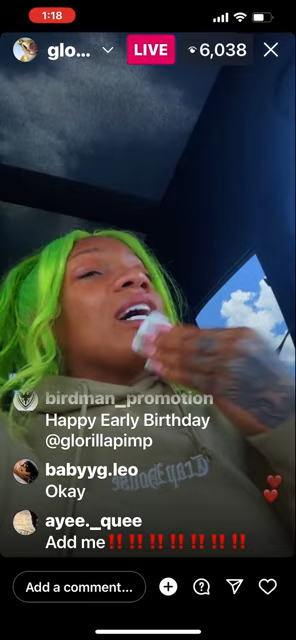 1:18
glo...
LIVE
6,038
birdman_promotion
Happy Early Birthday
@glorillapimp
babyyg.leo
Okay
ayee._quee
Add me‼️‼️‼️‼️‼️‼️‼️
Add a comment...